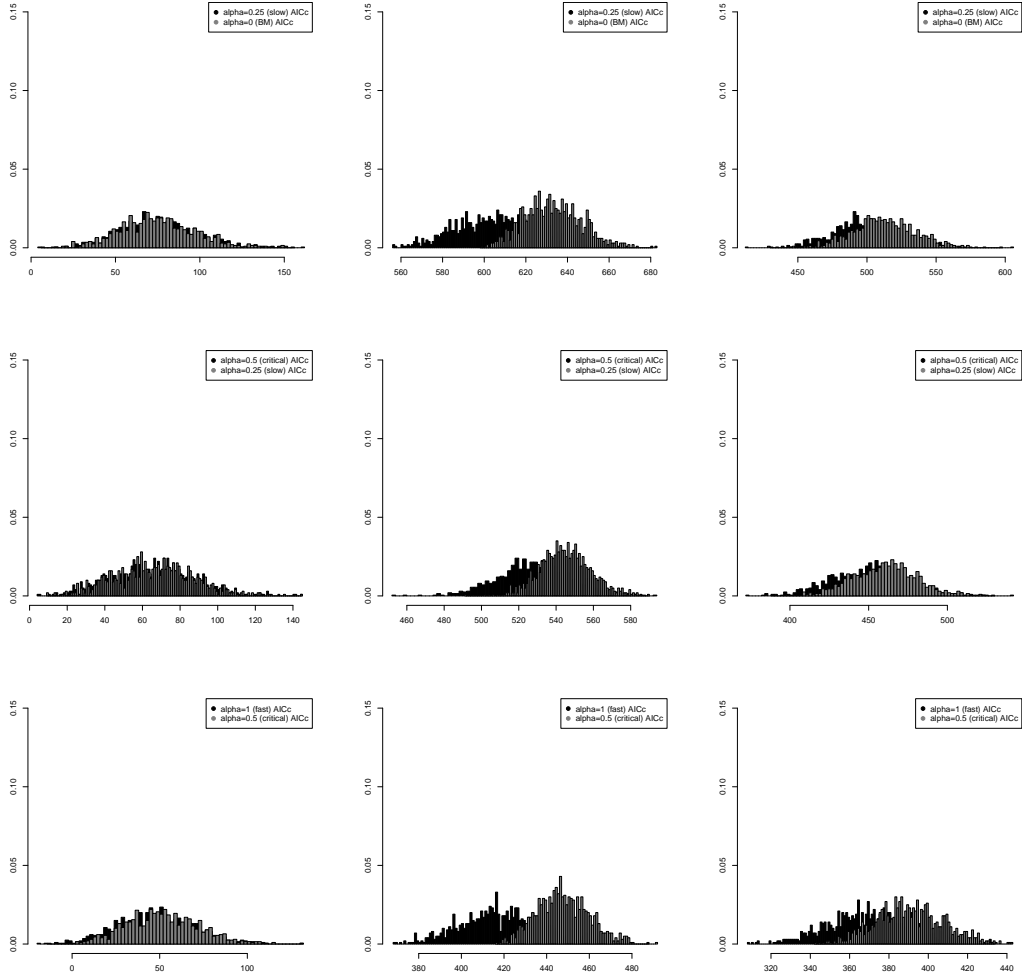 alpha=0.25 (slow) AICc
alpha=0 (BM) AICc
0.00 0.05 0.10 0.15
0 50 100 150
alpha=0.25 (slow) AICc
alpha=0 (BM) AICc
0.00 0.05 0.10 0.15
560 580 600 620 640 660 680
alpha=0.25 (slow) AICc
alpha=0 (BM) AICc
0.00 0.05 0.10 0.15
450 500 550 600
alpha=0.5 (critical) AICc
alpha=0.25 (slow) AICc
0.00 0.05 0.10 0.15
0 20 40 60 80 100 120 140
alpha=0.5 (critical) AICc
alpha=0.25 (slow) AICc
0.00 0.05 0.10 0.15
460 480 500 520 540 560 580
alpha=0.5 (critical) AICc
alpha=0.25 (slow) AICc
0.00 0.05 0.10 0.15
400 450 500
alpha=1 (fast) AICc
alpha=0.5 (critical) AICc
0.00 0.05 0.10 0.15
0 50 100
alpha=1 (fast) AICc
alpha=0.5 (critical) AICc
0.00 0.05 0.10 0.15
380 400 420 440 460 480
alpha=1 (fast) AICc
alpha=0.5 (critical) AICc
0.00 0.05 0.10 0.15
320 340 360 380 400 420 440